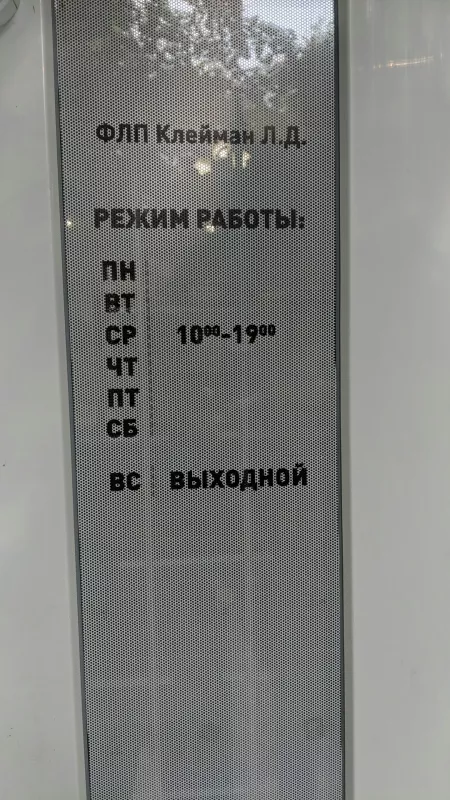 ФЛП Клейман Л.Д.
РЕЖИМ РАБОТЫ:
ПН
ВТ
СР 10⁰⁰-19⁰⁰
ЧТ
ПТ
СБ
ВС ВЫХОДНОЙ